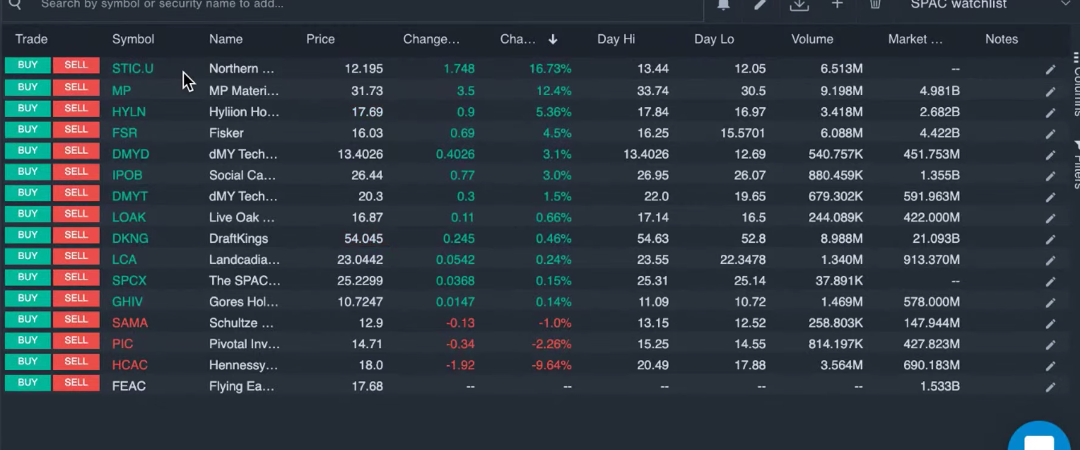 Search by symbol or security name to add... SPAC watchlist
Trade Symbol Name Price Change... Cha... Day Hi Day Lo Volume Market ... Notes
BUY SELL STIC.U Northern ... 12.195 1.748 16.73% 13.44 12.05 6.513M --
BUY SELL MP MP Materi... 31.73 3.5 12.4% 33.74 30.5 9.198M 4.981B
BUY SELL HYLN Hyliion Ho... 17.69 0.9 5.36% 17.84 16.97 3.418M 2.682B
BUY SELL FSR Fisker 16.03 0.69 4.5% 16.25 15.5701 6.088M 4.422B
BUY SELL DMYD dMY Tech... 13.4026 0.4026 3.1% 13.4026 12.69 540.757K 451.753M
BUY SELL IPOB Social Ca... 26.44 0.77 3.0% 26.95 26.07 880.459K 1.355B
BUY SELL DMYT dMY Tech... 20.3 0.3 1.5% 22.0 19.65 679.302K 591.963M
BUY SELL LOAK Live Oak ... 16.87 0.11 0.66% 17.14 16.5 244.089K 422.000M
BUY SELL DKNG DraftKings 54.045 0.245 0.46% 54.63 52.8 8.988M 21.093B
BUY SELL LCA Landcadia... 23.0442 0.0542 0.24% 23.55 22.3478 1.340M 913.370M
BUY SELL SPCX The SPAC... 25.2299 0.0368 0.15% 25.31 25.14 37.891K --
BUY SELL GHIV Gores Hol... 10.7247 0.0147 0.14% 11.09 10.72 1.469M 578.000M
BUY SELL SAMA Schultze ... 12.9 -0.13 -1.0% 13.15 12.52 258.803K 147.944M
BUY SELL PIC Pivotal Inv... 14.71 -0.34 -2.26% 15.25 14.55 814.197K 427.823M
BUY SELL HCAC Hennessy... 18.0 -1.92 -9.64% 20.49 17.88 3.564M 690.183M
BUY SELL FEAC Flying Ea... 17.68 -- -- -- -- -- 1.533B
Columns
Filters